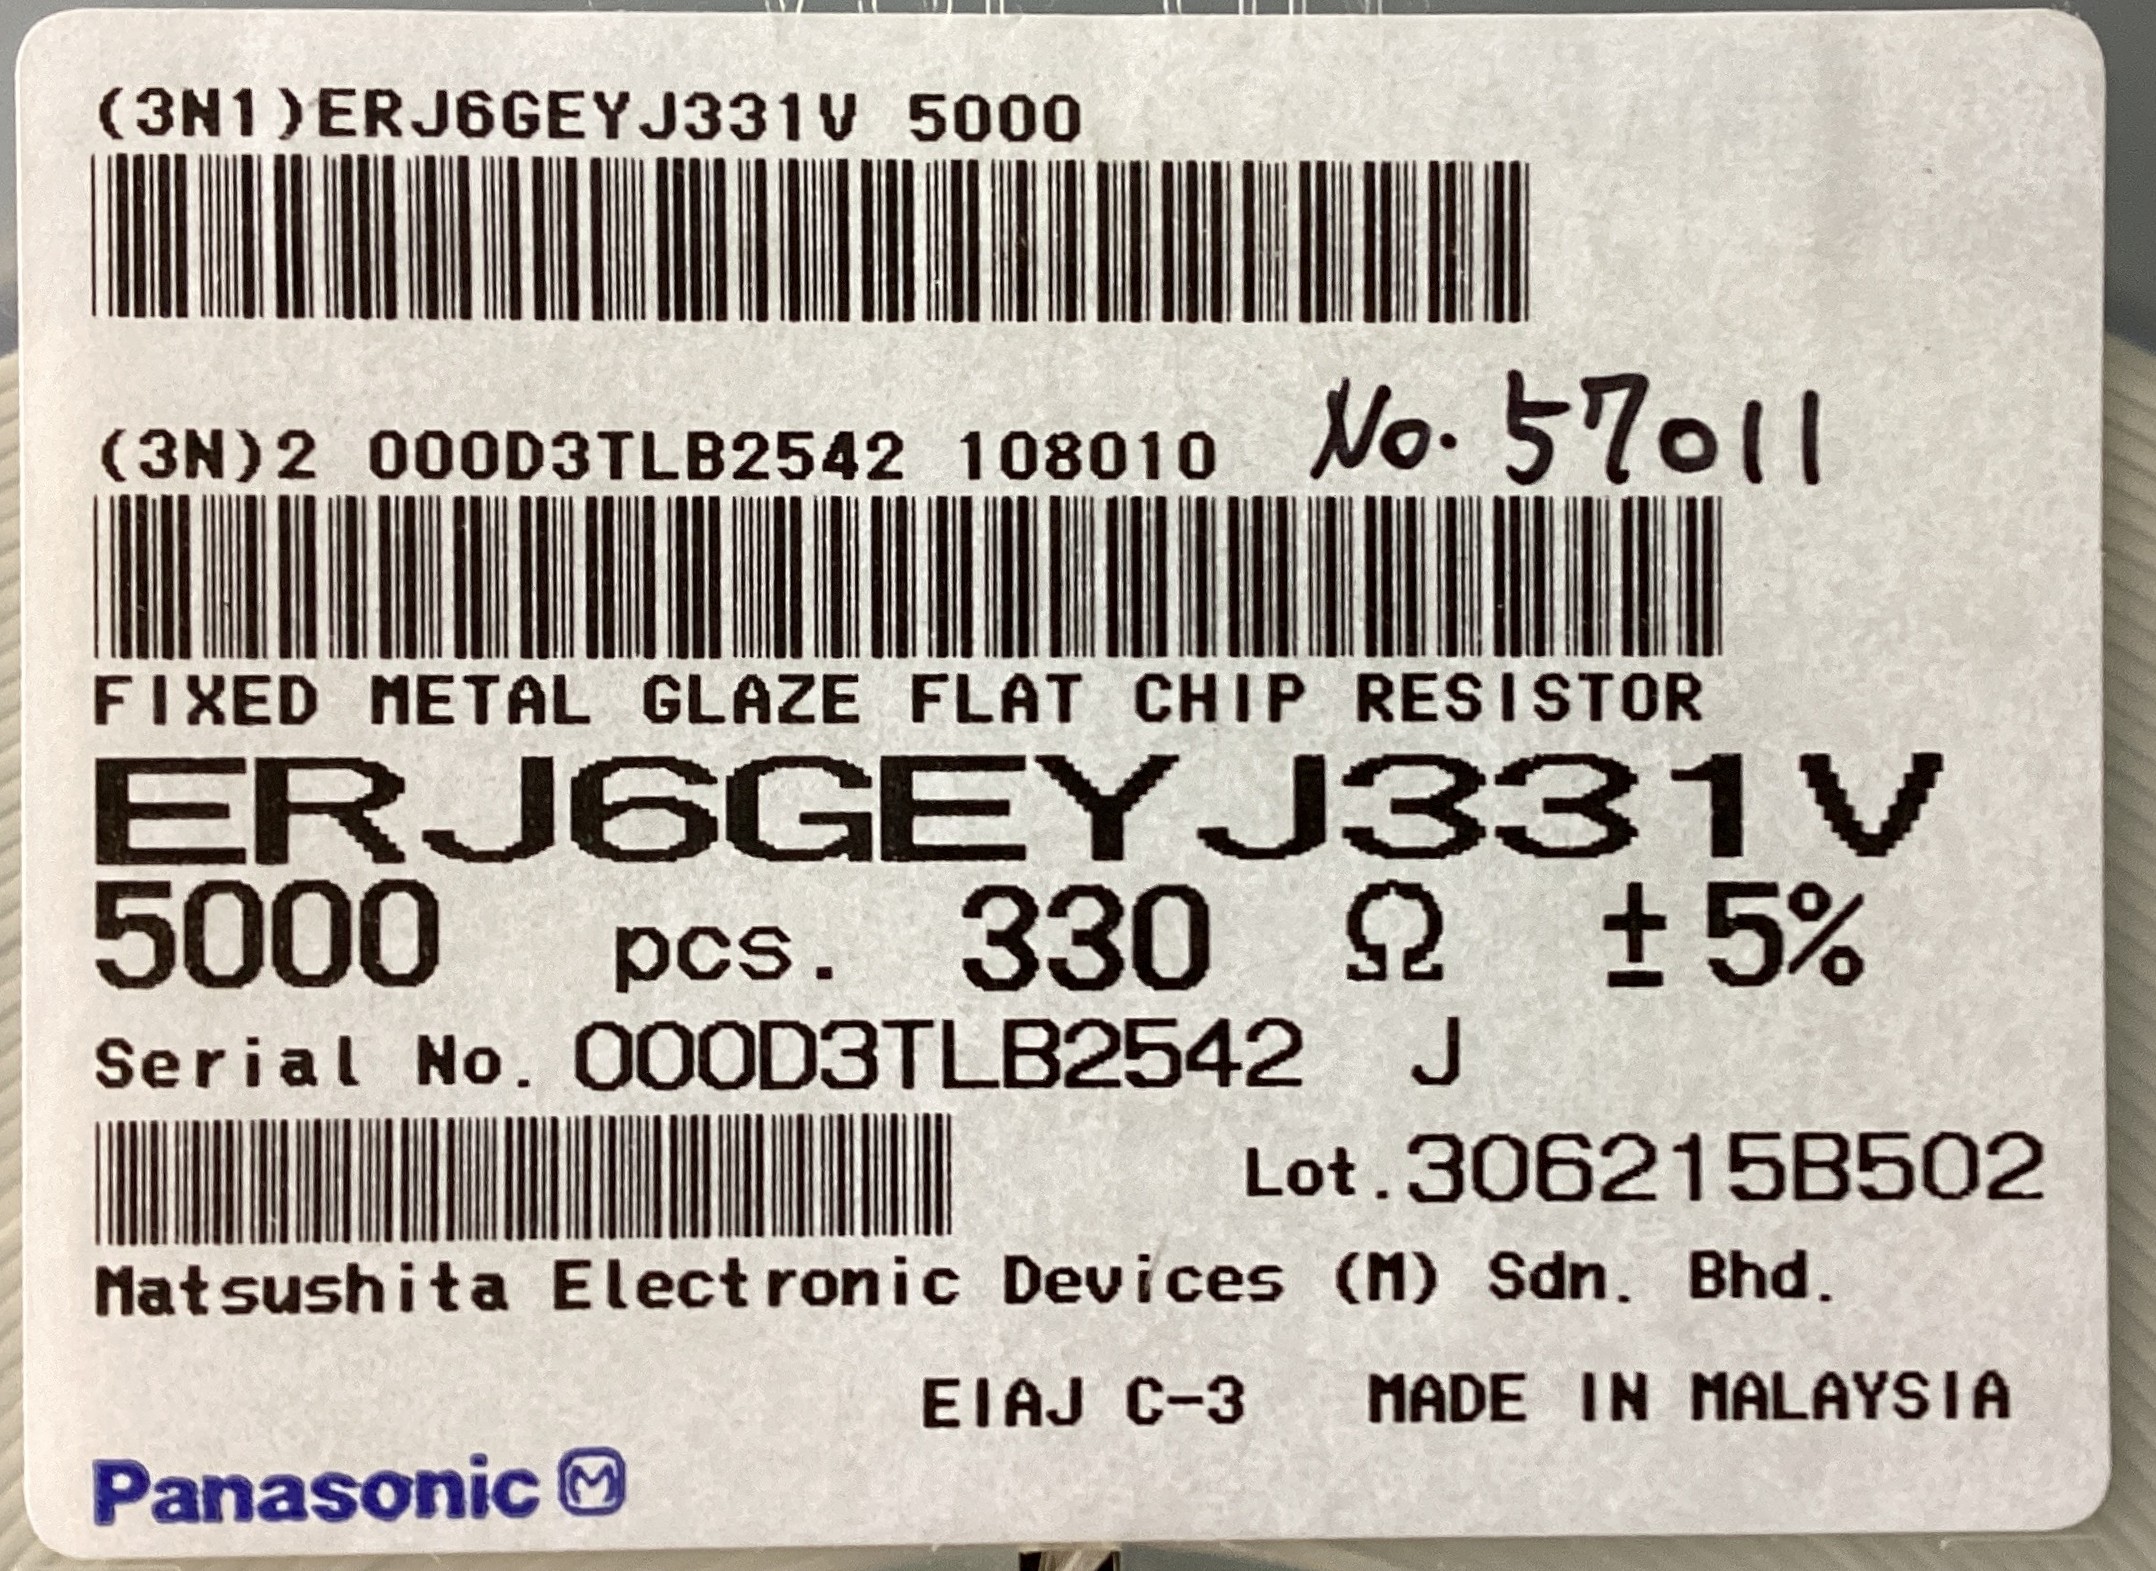 (3N1)ERJ6GEYJ331V 5000
(3N)2 000D3TLB2542 108010 No. 57011
FIXED METAL GLAZE FLAT CHIP RESISTOR
ERJ6GEYJ331V
5000 pcs. 330 Ω ±5%
Serial No. 000D3TLB2542 J
Lot.306215B502
Matsushita Electronic Devices (M) Sdn. Bhd.
EIAJ C-3 MADE IN MALAYSIA
Panasonic M